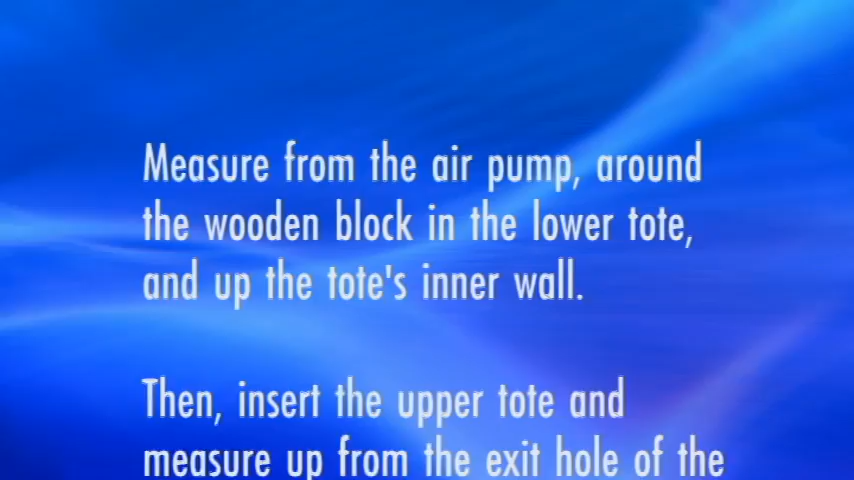 Measure from the air pump, around
the wooden block in the lower tote,
and up the tote's inner wall.
Then, insert the upper tote and
measure up from the exit hole of the